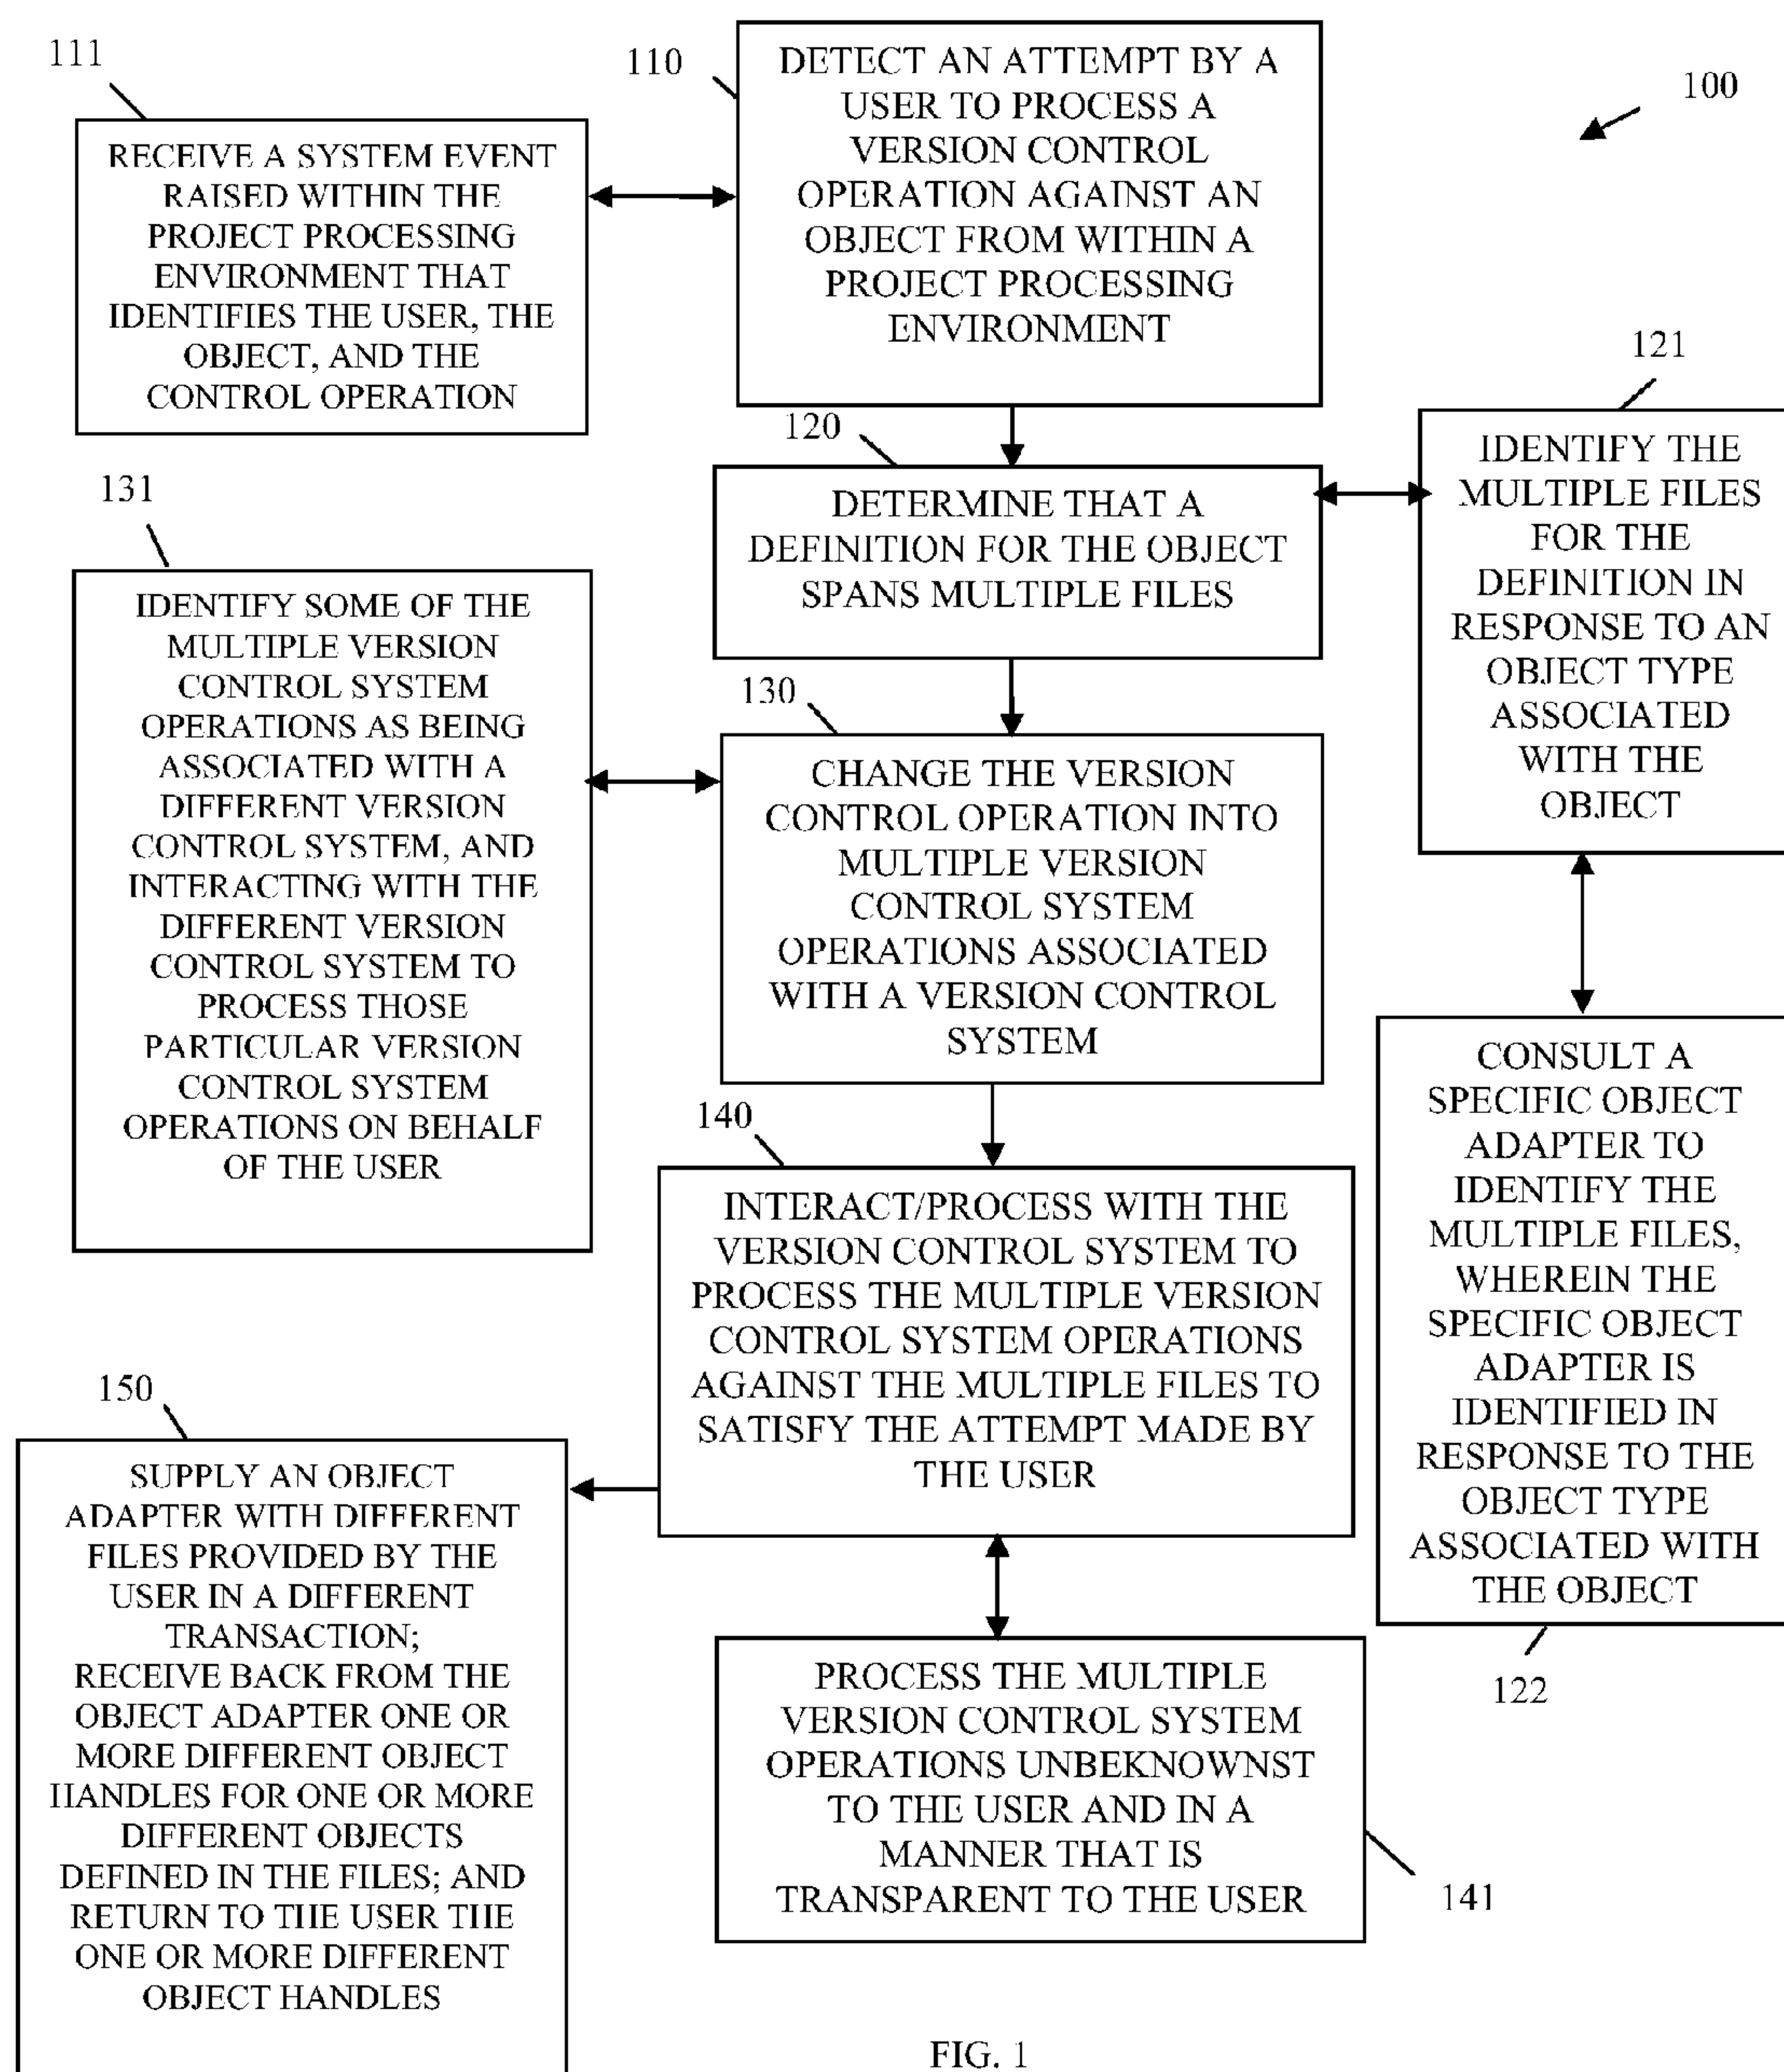 111
RECEIVE A SYSTEM EVENT
RAISED WITHIN THE
PROJECT PROCESSING
ENVIRONMENT THAT
IDENTIFIES THE USER, THE
OBJECT, AND THE
CONTROL OPERATION
110
DETECT AN ATTEMPT BY A
USER TO PROCESS A
VERSION CONTROL
OPERATION AGAINST AN
OBJECT FROM WITHIN A
PROJECT PROCESSING
ENVIRONMENT
100
120
DETERMINE THAT A
DEFINITION FOR THE OBJECT
SPANS MULTIPLE FILES
121
IDENTIFY THE
MULTIPLE FILES
FOR THE
DEFINITION IN
RESPONSE TO AN
OBJECT TYPE
ASSOCIATED
WITH THE
OBJECT
131
IDENTIFY SOME OF THE
MULTIPLE VERSION
CONTROL SYSTEM
OPERATIONS AS BEING
ASSOCIATED WITH A
DIFFERENT VERSION
CONTROL SYSTEM, AND
INTERACTING WITH THE
DIFFERENT VERSION
CONTROL SYSTEM TO
PROCESS THOSE
PARTICULAR VERSION
CONTROL SYSTEM
OPERATIONS ON BEHALF
OF THE USER
130
CHANGE THE VERSION
CONTROL OPERATION INTO
MULTIPLE VERSION
CONTROL SYSTEM
OPERATIONS ASSOCIATED
WITH A VERSION CONTROL
SYSTEM
140
INTERACT/PROCESS WITH THE
VERSION CONTROL SYSTEM TO
PROCESS THE MULTIPLE VERSION
CONTROL SYSTEM OPERATIONS
AGAINST THE MULTIPLE FILES TO
SATISFY THE ATTEMPT MADE BY
THE USER
CONSULT A
SPECIFIC OBJECT
ADAPTER TO
IDENTIFY THE
MULTIPLE FILES,
WHEREIN THE
SPECIFIC OBJECT
ADAPTER IS
IDENTIFIED IN
RESPONSE TO THE
OBJECT TYPE
ASSOCIATED WITH
THE OBJECT
122
150
SUPPLY AN OBJECT
ADAPTER WITH DIFFERENT
FILES PROVIDED BY THE
USER IN A DIFFERENT
TRANSACTION;
RECEIVE BACK FROM THE
OBJECT ADAPTER ONE OR
MORE DIFFERENT OBJECT
HANDLES FOR ONE OR MORE
DIFFERENT OBJECTS
DEFINED IN THE FILES; AND
RETURN TO THE USER THE
ONE OR MORE DIFFERENT
OBJECT HANDLES
PROCESS THE MULTIPLE
VERSION CONTROL SYSTEM
OPERATIONS UNBEKNOWNST
TO THE USER AND IN A
MANNER THAT IS
TRANSPARENT TO THE USER
141
FIG. 1